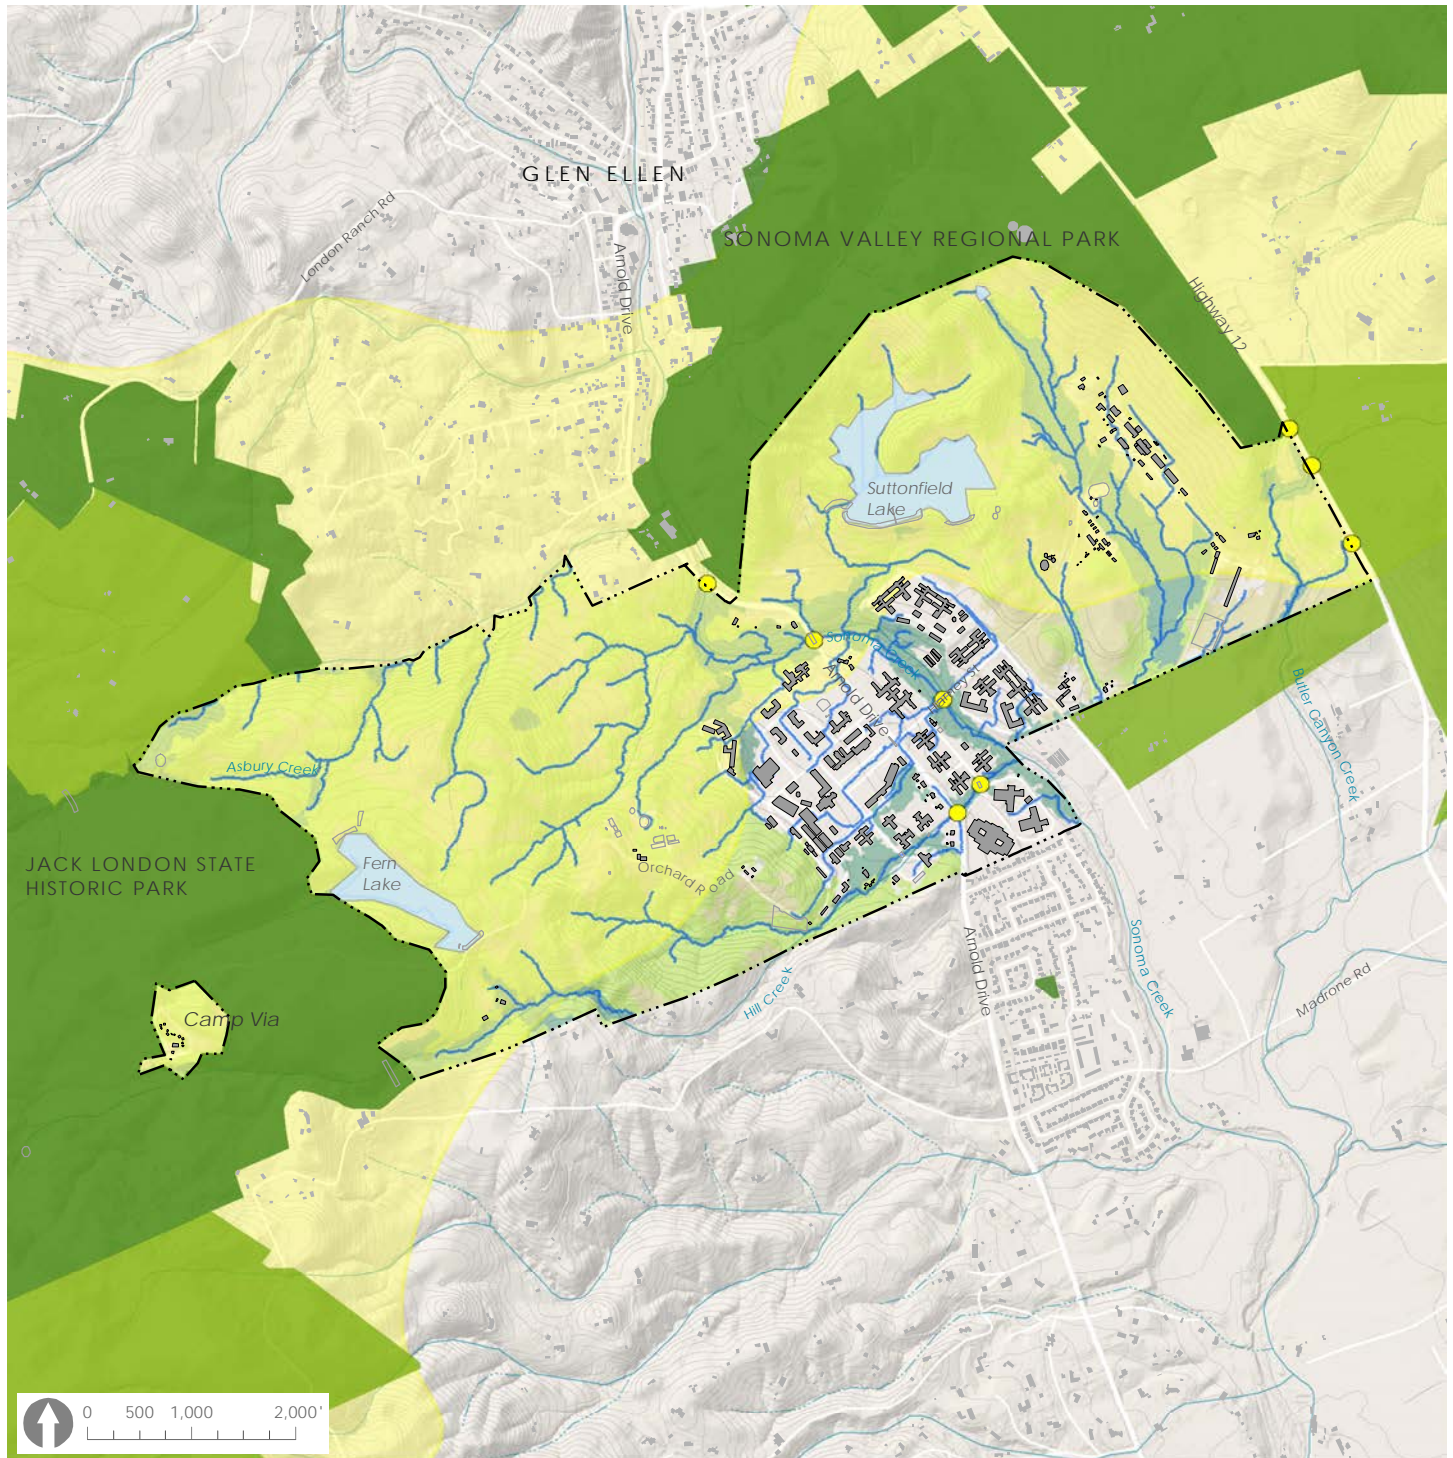 GLEN ELLEN
London Ranch Rd
Arnold Drive
SONOMA VALLEY REGIONAL PARK
Highway 12
Suttonfield
Lake
Sonoma Creek
Arnold Drive
Butler Canyon Creek
Asbury Creek
Fern
Lake
Orchard Road
JACK LONDON STATE
HISTORIC PARK
Camp Via
Hill Creek
Arnold Drive
Sonoma Creek
Madrone Rd
0 500 1,000 2,000'